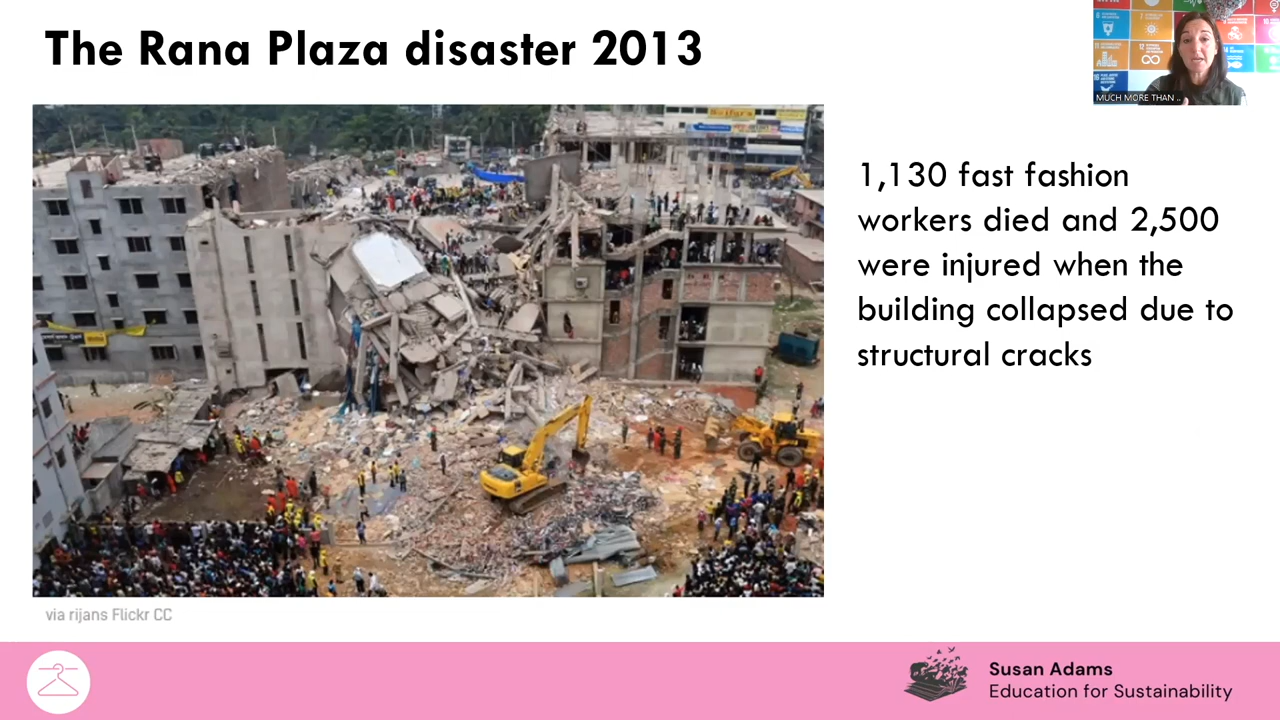 The Rana Plaza disaster 2013
MUCH MORE THAN ..
1,130 fast fashion
workers died and 2,500
were injured when the
building collapsed due to
structural cracks
via rijans Flickr CC
Susan Adams
Education for Sustainability